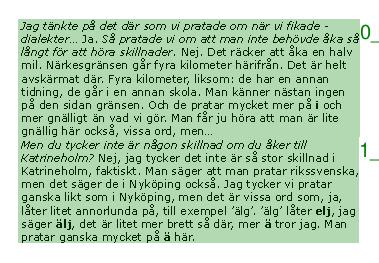 Jag tänkte på det där som vi pratade om när vi fikade -
dialekter... Ja. Så pratade vi om att man inte behövde åka så
långt för att höra skillnader. Nej. Det räcker att åka en halv
mil. Närkesgränsen går fyra kilometer härifrån. Det är helt
avskärmat där. Fyra kilometer, liksom: de har en annan
tidning, de går i en annan skola. Man känner nästan ingen
på den sidan gränsen. Och de pratar mycket mer på i och
mer gnälligt än vad vi gör. Man får ju höra att man är lite
gnällig här också, vissa ord, men...
Men du tycker inte är någon skillnad om du åker till
Katrineholm? Nej, jag tycker det inte är så stor skillnad i
Katrineholm, faktiskt. Man säger att man pratar rikssvenska,
men det säger de i Nyköping också. Jag tycker vi pratar
ganska likt som i Nyköping, men det är vissa ord som, ja,
låter litet annorlunda på, till exempel 'älg'. 'älg' låter elj, jag
säger älj, det är litet mer brett så där, mer ä tror jag. Man
pratar ganska mycket på ä här.
0_
1_